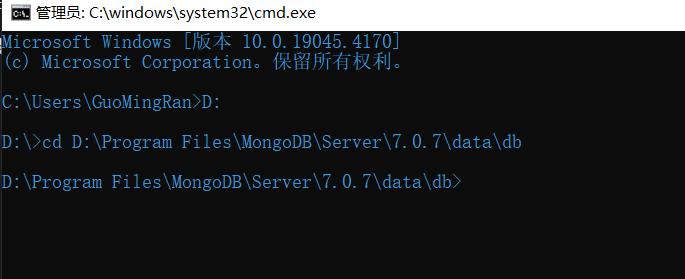 管理员: C:\windows\system32\cmd.exe
Microsoft Windows [版本 10.0.19045.4170]
(c) Microsoft Corporation。保留所有权利。
C:\Users\GuoMingRan>D:
D:\>cd D:\Program Files\MongoDB\Server\7.0.7\data\db
D:\Program Files\MongoDB\Server\7.0.7\data\db>